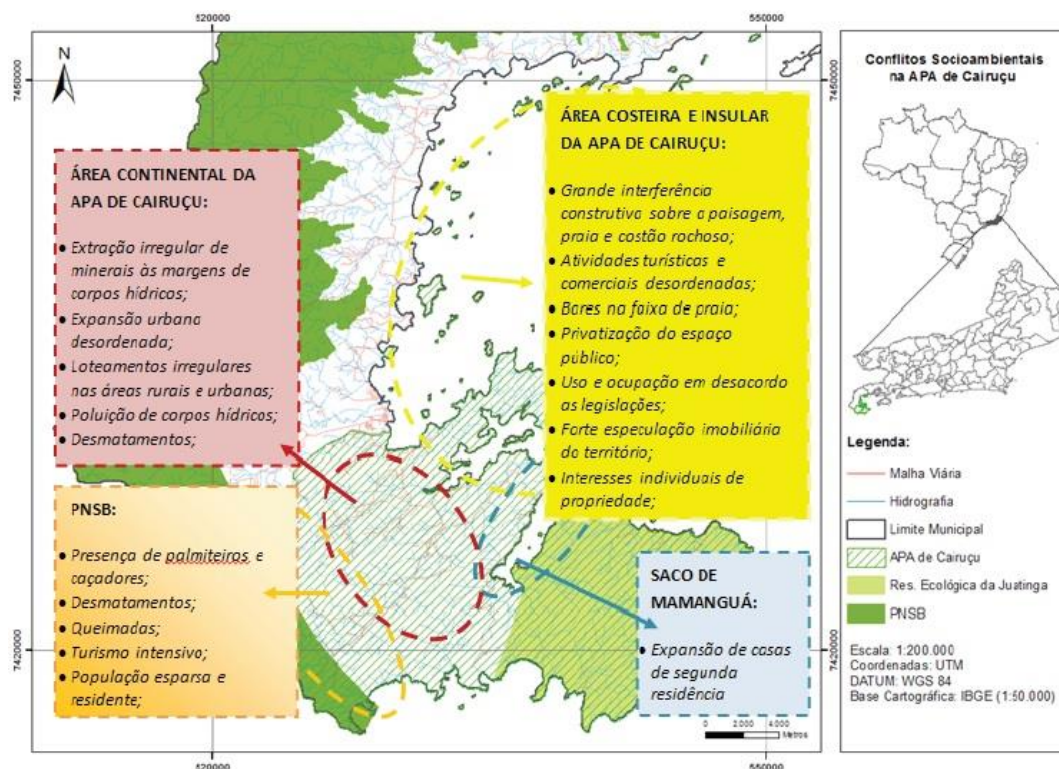 520000
550000
7450000
7450000
N
ÁREA CONTINENTAL DA
APA DE CAIRUÇU:
• Extração irregular de
minerais às margens de
corpos hídricos;
• Expansão urbana
desordenada;
• Loteamentos irregulares
nas áreas rurais e urbanas;
• Poluição de corpos hídricos;
• Desmatamentos;
PNSB:
• Presença de palmiteiros e
caçadores;
• Desmatamentos;
• Queimadas;
• Turismo intensivo;
• População esparsa e
residente;
ÁREA COSTEIRA E INSULAR
DA APA DE CAIRUÇU:
• Grande interferência
construtiva sobre a paisagem,
praia e costão rochoso;
• Atividades turísticas e
comerciais desordenadas;
• Bares na faixa de praia;
• Privatização do espaço
público;
• Uso e ocupação em desacordo
as legislações;
• Forte especulação imobiliária
do território;
• Interesses individuais de
propriedade;
SACO DE
MAMANGUÁ:
• Expansão de casas
de segunda
residência
7420000
7420000
0 2.000 4.000
Metros
520000
550000
Conflitos Socioambientais
na APA de Cairuçu
Legenda:
Malha Viária
Hidrografia
Limite Municipal
APA de Cairuçu
Res. Ecológica da Juatinga
PNSB
Escala: 1:200.000
Coordenadas: UTM
DATUM: WGS 84
Base Cartográfica: IBGE (1:50.000)